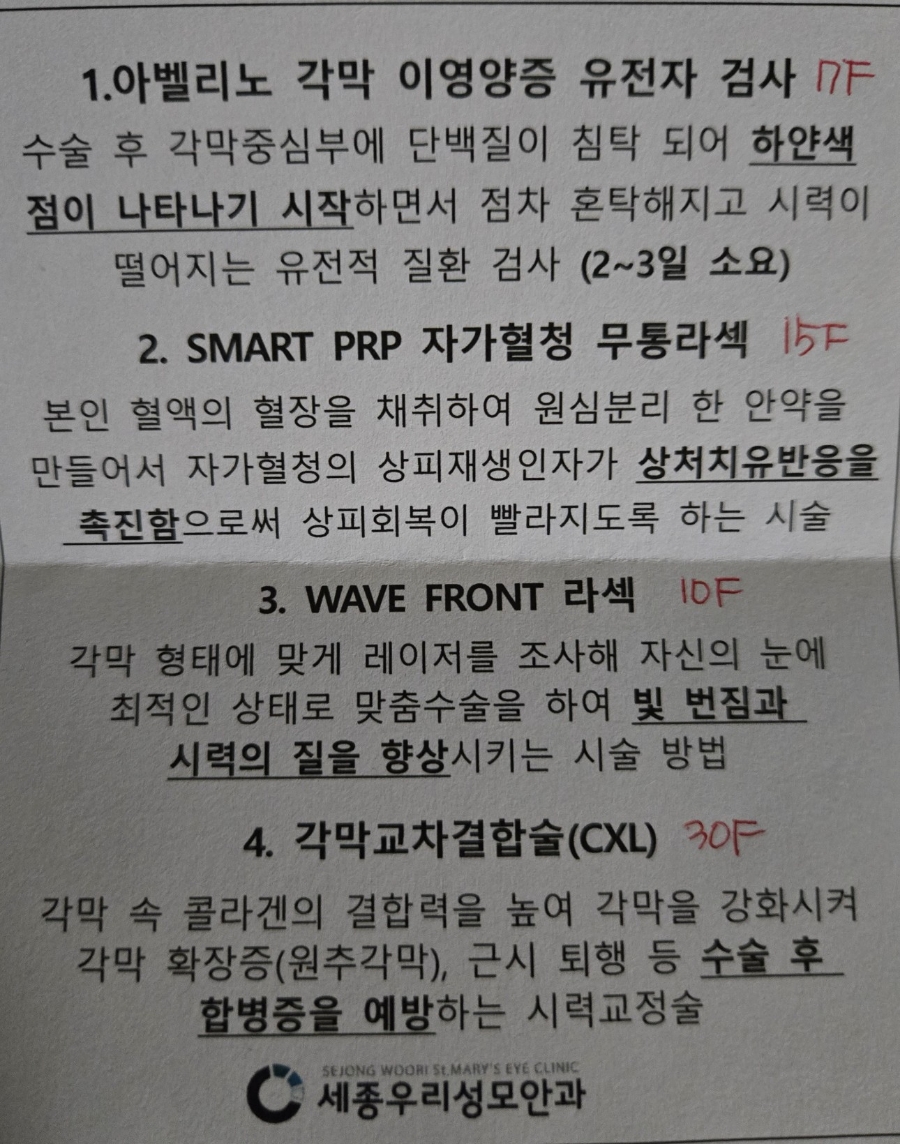 1.아벨리노 각막 이영양증 유전자 검사 17F
수술 후 각막중심부에 단백질이 침탁 되어 하얀색
점이 나타나기 시작하면서 점차 혼탁해지고 시력이
떨어지는 유전적 질환 검사 (2~3일 소요)
2. SMART PRP 자가혈청 무통라섹 15F
본인 혈액의 혈장을 채취하여 원심분리 한 안약을
만들어서 자가혈청의 상피재생인자가 상처치유반응을
촉진함으로써 상피회복이 빨라지도록 하는 시술
3. WAVE FRONT 라섹 10F
각막 형태에 맞게 레이저를 조사해 자신의 눈에
최적인 상태로 맞춤수술을 하여 빛 번짐과
시력의 질을 향상시키는 시술 방법
4. 각막교차결합술(CXL) 30F
각막 속 콜라겐의 결합력을 높여 각막을 강화시켜
각막 확장증(원추각막), 근시 퇴행 등 수술 후
합병증을 예방하는 시력교정술
SEJONG WOORI St.MARY'S EYE CLINIC
세종우리성모안과